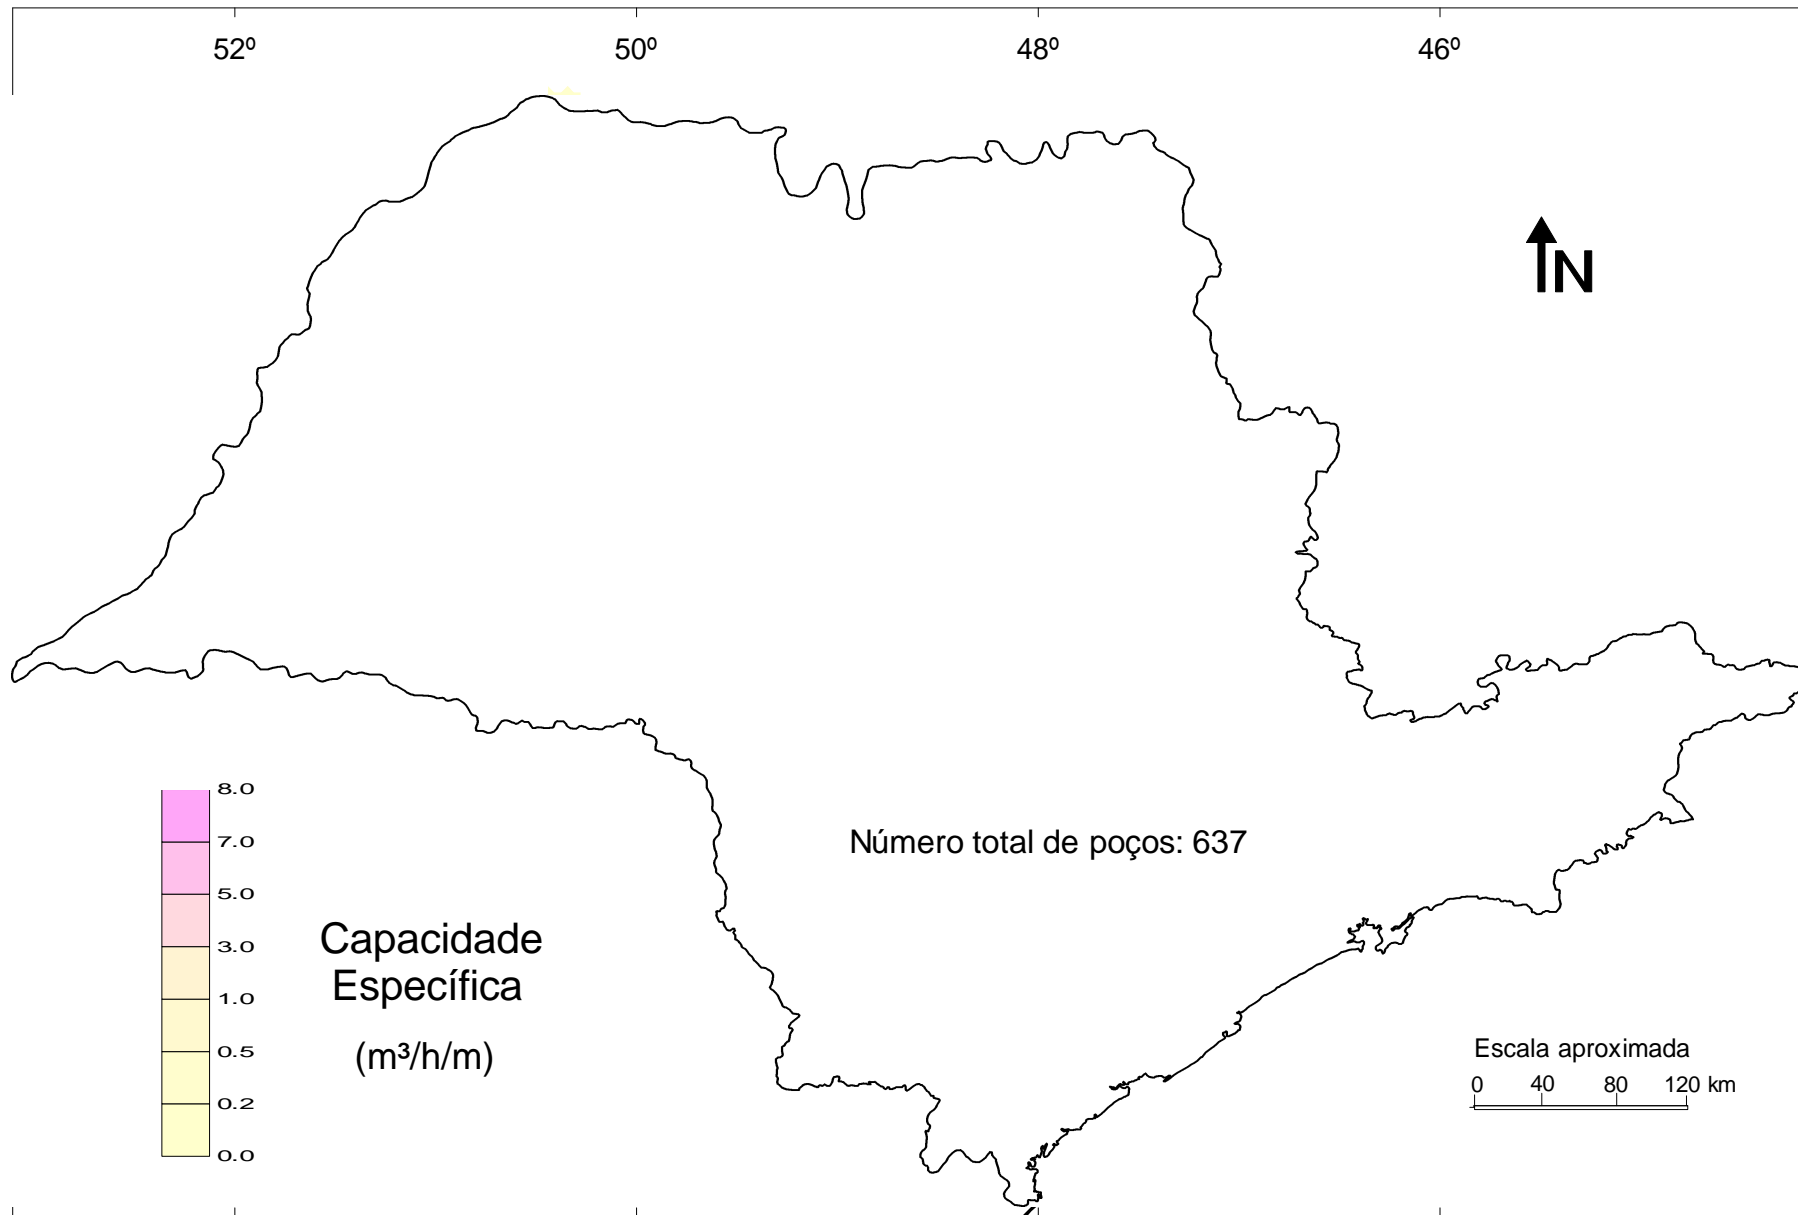 52º
50º
48º
46º
N
8.0
7.0
5.0
3.0
1.0
0.5
0.2
0.0
Capacidade
Específica
(m³/h/m)
Número total de poços: 637
Escala aproximada
0 40 80 120 km